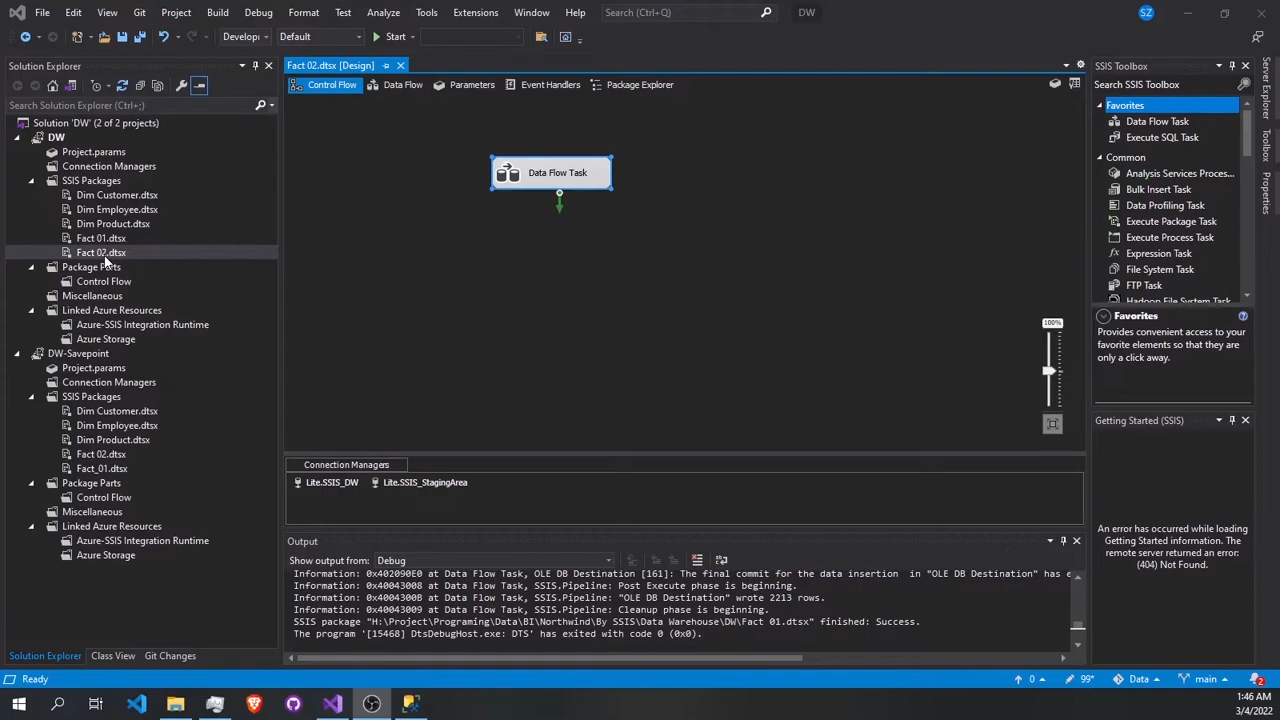 File Edit View Git Project Build Debug Format Test Analyze Tools Extensions Window Help Search (Ctrl+Q) DW SZ
Developi Default Start
Solution Explorer
Search Solution Explorer (Ctrl+;)
Solution 'DW' (2 of 2 projects)
DW
Project.params
Connection Managers
SSIS Packages
Dim Customer.dtsx
Dim Employee.dtsx
Dim Product.dtsx
Fact 01.dtsx
Fact 02.dtsx
Package Parts
Control Flow
Miscellaneous
Linked Azure Resources
Azure-SSIS Integration Runtime
Azure Storage
DW-Savepoint
Project.params
Connection Managers
SSIS Packages
Dim Customer.dtsx
Dim Employee.dtsx
Dim Product.dtsx
Fact 02.dtsx
Fact_01.dtsx
Package Parts
Control Flow
Miscellaneous
Linked Azure Resources
Azure-SSIS Integration Runtime
Azure Storage
Solution Explorer Class View Git Changes
Fact 02.dtsx [Design]
Control Flow Data Flow Parameters Event Handlers Package Explorer
Data Flow Task
100%
Connection Managers
Lite.SSIS_DW Lite.SSIS_StagingArea
Output
Show output from: Debug
Information: 0x402090E0 at Data Flow Task, OLE DB Destination [161]: The final commit for the data insertion in "OLE DB Destination" has e
Information: 0x40043008 at Data Flow Task, SSIS.Pipeline: Post Execute phase is beginning.
Information: 0x4004300B at Data Flow Task, SSIS.Pipeline: "OLE DB Destination" wrote 2213 rows.
Information: 0x40043009 at Data Flow Task, SSIS.Pipeline: Cleanup phase is beginning.
SSIS package "H:\Project\Programing\Data\BI\Northwind\By SSIS\Data Warehouse\DW\Fact 01.dtsx" finished: Success.
The program '[15468] DtsDebugHost.exe: DTS' has exited with code 0 (0x0).
SSIS Toolbox
Search SSIS Toolbox
Favorites
Data Flow Task
Execute SQL Task
Common
Analysis Services Proces...
Bulk Insert Task
Data Profiling Task
Execute Package Task
Execute Process Task
Expression Task
File System Task
FTP Task
Hadoop File System Task
Favorites
Provides convenient access to your
favorite elements so that they are
only a click away.
Getting Started (SSIS)
An error has occurred while loading
Getting Started information. The
remote server returned an error:
(404) Not Found.
Server Explorer
Toolbox
Properties
Ready 0 99* Data main 2
1:46 AM
3/4/2022